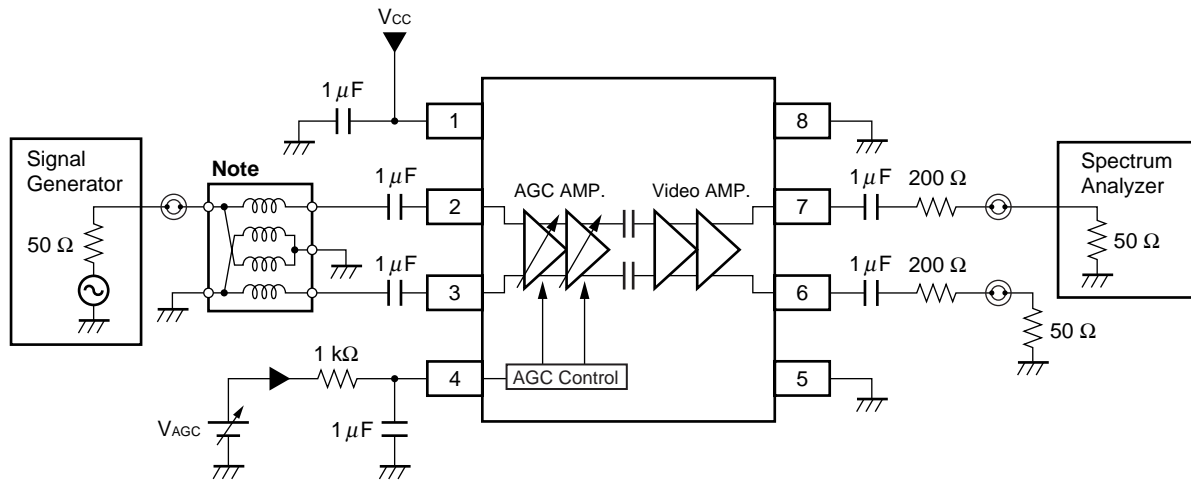 VCC
1 μF
1
8
Signal
Generator
50 Ω
Note
1 μF
2
AGC AMP.
Video AMP.
7
1 μF
200 Ω
Spectrum
Analyzer
50 Ω
1 μF
3
6
1 μF
200 Ω
50 Ω
1 kΩ
4
AGC Control
5
VAGC
1 μF